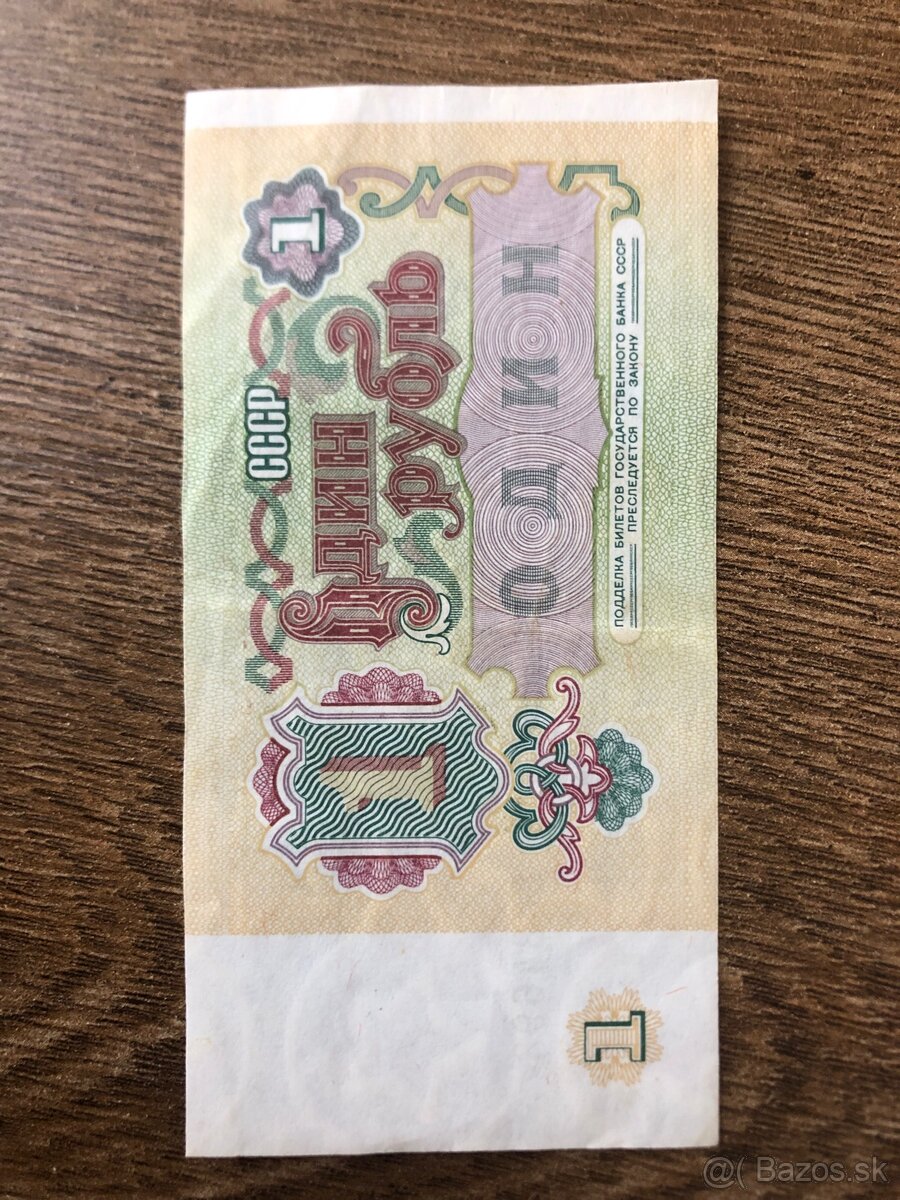 1
СССР
Один
рубль
ОДИН
ПОДДЕЛКА БИЛЕТОВ ГОСУДАРСТВЕННОГО БАНКА СССР
ПРЕСЛЕДУЕТСЯ ПО ЗАКОНУ
1
1
@( Bazos.sk